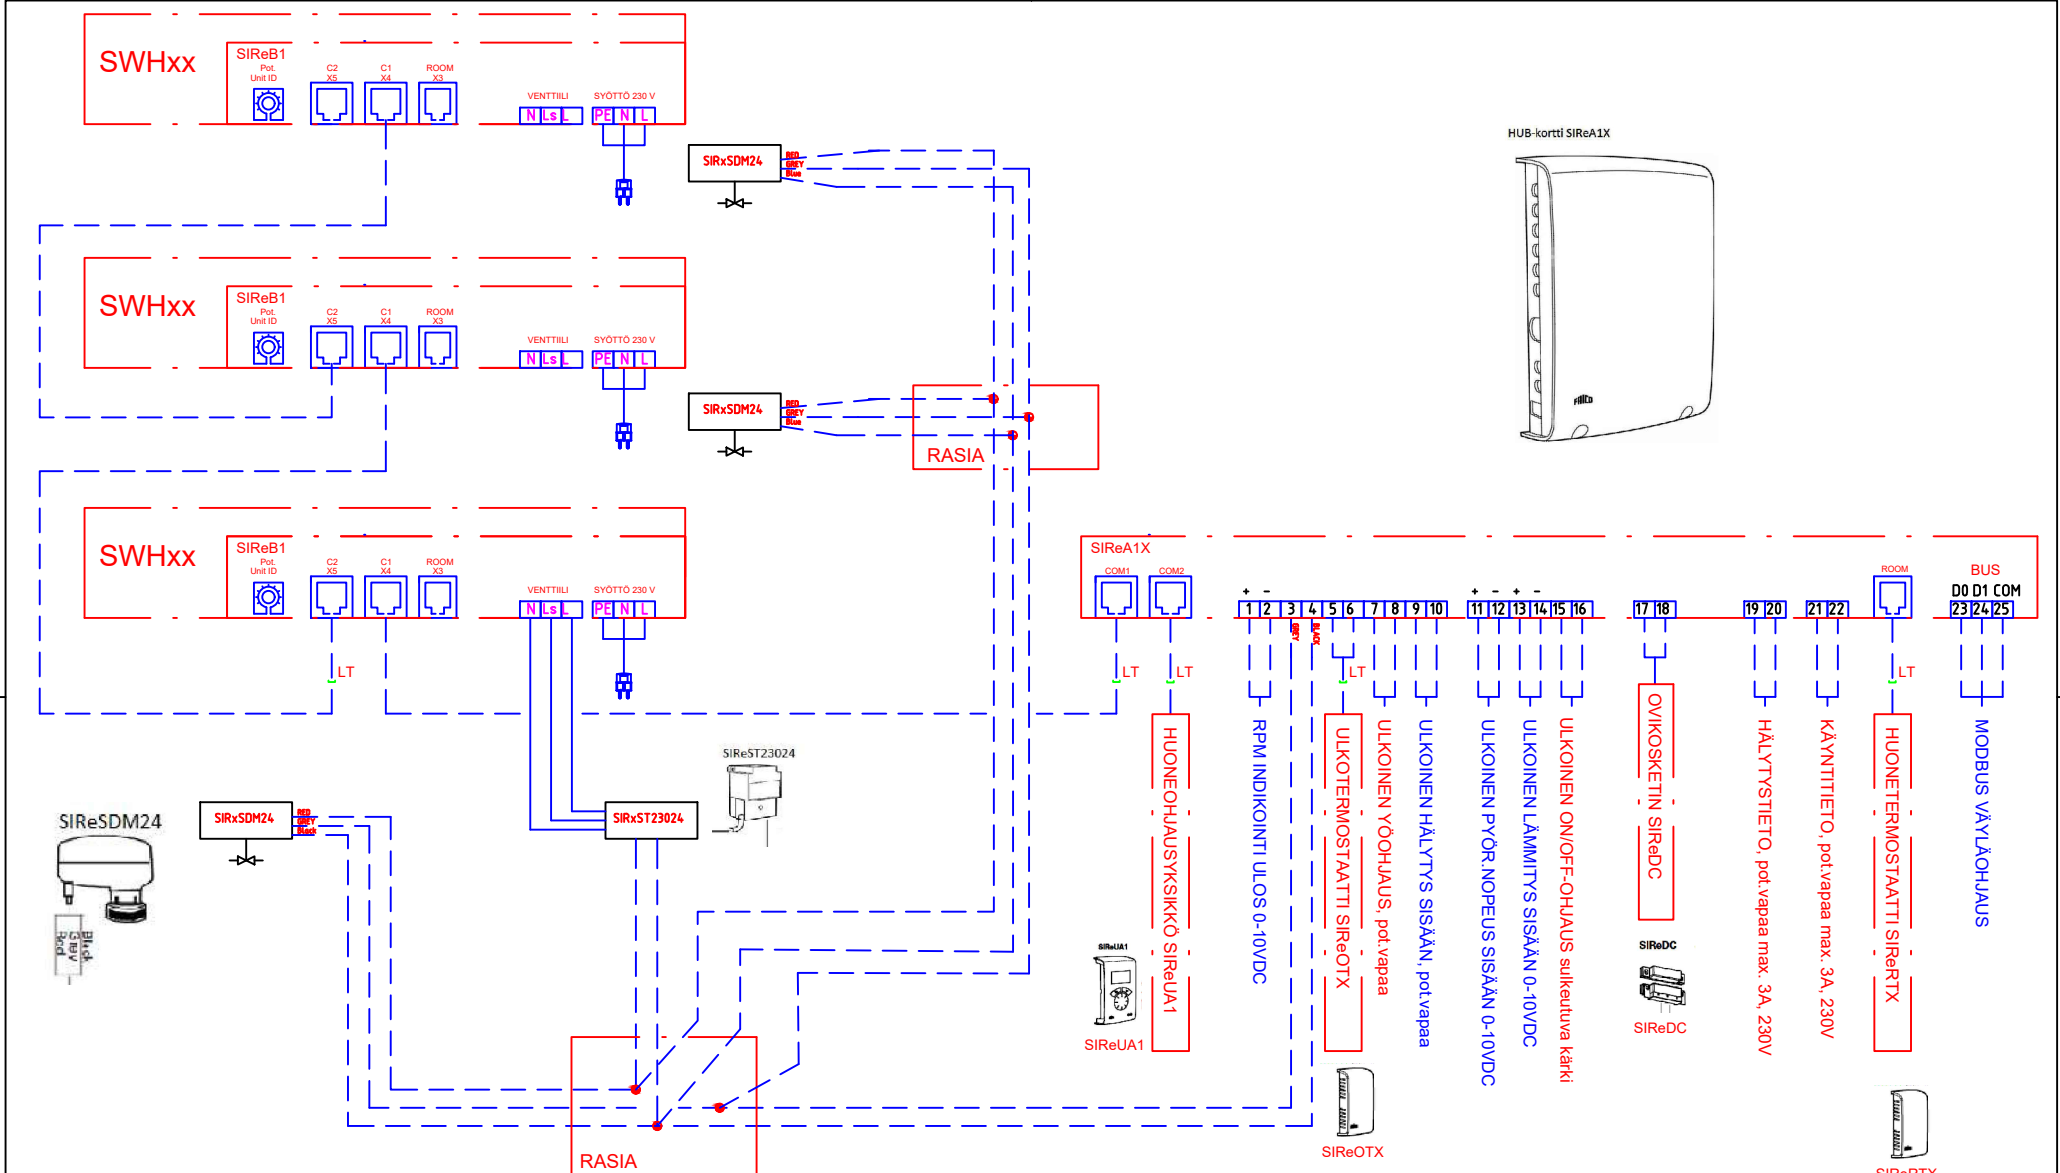 SWHxx
SIReB1
Pot.
Unit ID
C2
X5
C1
X4
ROOM
X3
VENTTIILI
SYÖTTÖ 230 V
N Ls L
PE N L
SIRxSDM24
RED
GREY
Blue
HUB-kortti SIReA1X
FRICO
SWHxx
SIReB1
Pot.
Unit ID
C2
X5
C1
X4
ROOM
X3
VENTTIILI
SYÖTTÖ 230 V
N Ls L
PE N L
SIRxSDM24
RED
GREY
Blue
RASIA
SWHxx
SIReB1
Pot.
Unit ID
C2
X5
C1
X4
ROOM
X3
VENTTIILI
SYÖTTÖ 230 V
N Ls L
PE N L
LT
SIReA1X
COM1
COM2
+ -
1 2 3 4 5 6 7 8 9 10
+ - + -
11 12 13 14 15 16
17 18
19 20
21 22
ROOM
BUS
D0 D1 COM
23 24 25
GREY
BLACK
LT
LT
LT
LT
HUONEOHJAUSYKSIKKÖ SIReUA1
RPM INDIKOINTI ULOS 0-10VDC
ULKOTERMOSTAATTI SIReOTX
ULKOINEN YÖOHJAUS, pot.vapaa
ULKOINEN HÄLYTYS SISÄÄN, pot.vapaa
ULKOINEN PYÖR.NOPEUS SISÄÄN 0-10VDC
ULKOINEN LÄMMITYS SISÄÄN 0-10VDC
ULKOINEN ON/OFF-OHJAUS sulkeutuva kärki
OVIKOSKETIN SIReDC
HÄLYTYSTIETO, pot.vapaa max. 3A, 230V
KÄYNTITIETO, pot.vapaa max. 3A, 230V
HUONETERMOSTAATTI SIReRTX
MODBUS VÄYLÄOHJAUS
SIReST23024
SIReSDM24
SIRxSDM24
RED
GREY
Black
SIRxST23024
Black
Grey
Red
SIReUA1
SIReUA1
SIReDC
SIReDC
SIReOTX
SIReRTX
RASIA